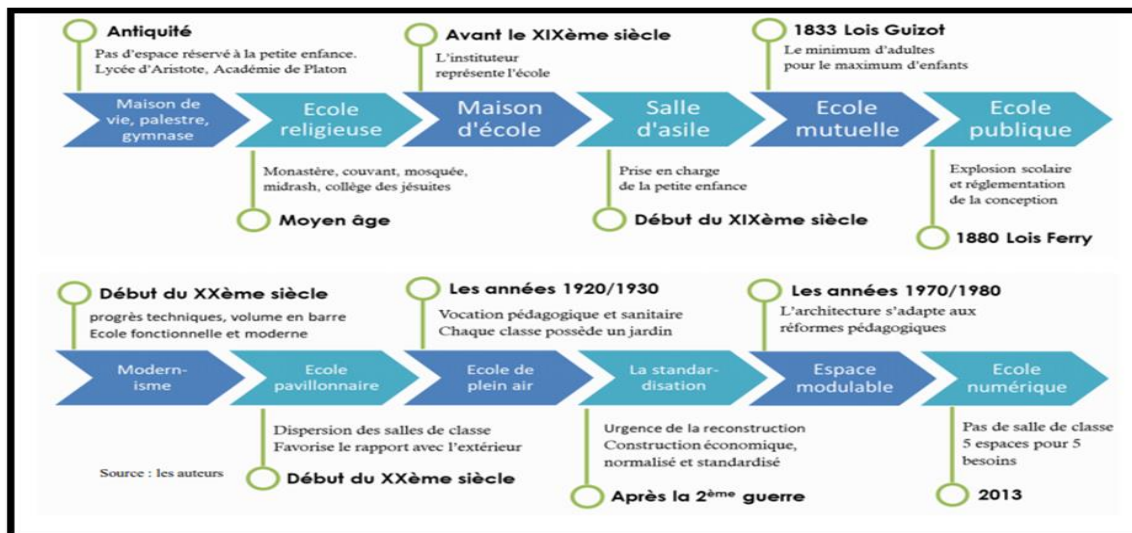 Antiquité
Pas d'espace réservé à la petite enfance.
Lycée d'Aristote, Académie de Platon
Maison de
vie, palestre,
gymnase
Ecole
religieuse
Monastère, couvant, mosquée,
midrash, collège des jésuites
Moyen âge
Avant le XIXème siècle
L'instituteur
représente l'école
Maison
d'école
Salle
d'asile
Prise en charge
de la petite enfance
Début du XIXème siècle
1833 Lois Guizot
Le minimum d'adultes
pour le maximum d'enfants
Ecole
mutuelle
Ecole
publique
Explosion scolaire
et réglementation
de la conception
1880 Lois Ferry
Début du XXème siècle
progrès techniques, volume en barre
Ecole fonctionnelle et moderne
Modern-
isme
Ecole
pavillonnaire
Dispersion des salles de classe
Favorise le rapport avec l'extérieur
Début du XXème siècle
Les années 1920/1930
Vocation pédagogique et sanitaire
Chaque classe possède un jardin
Ecole de
plein air
La standar-
disation
Urgence de la reconstruction
Construction économique,
normalisé et standardisé
Après la 2ème guerre
Les années 1970/1980
L'architecture s'adapte aux
réformes pédagogiques
Espace
modulable
Ecole
numérique
Pas de salle de classe
5 espaces pour 5
besoins
2013
Source : les auteurs